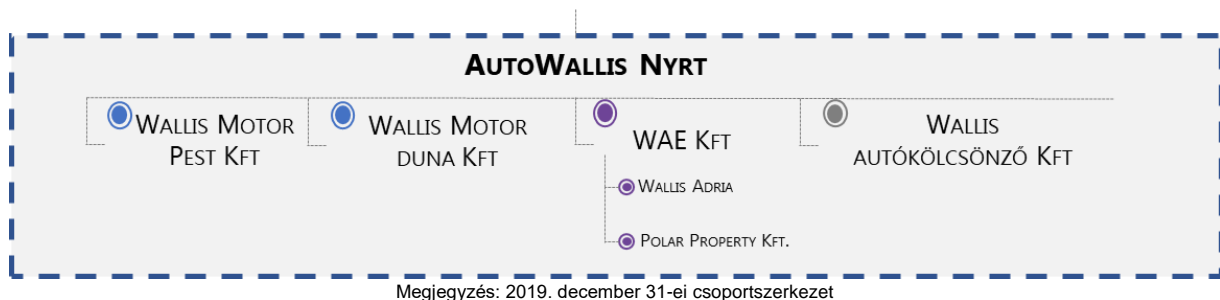 AutoWallis Nyrt
Wallis Motor
Pest Kft
Wallis Motor
duna Kft
WAE Kft
Wallis Adria
Polar Property Kft.
Wallis
autókölcsönző Kft
Megjegyzés: 2019. december 31-ei csoportszerkezet